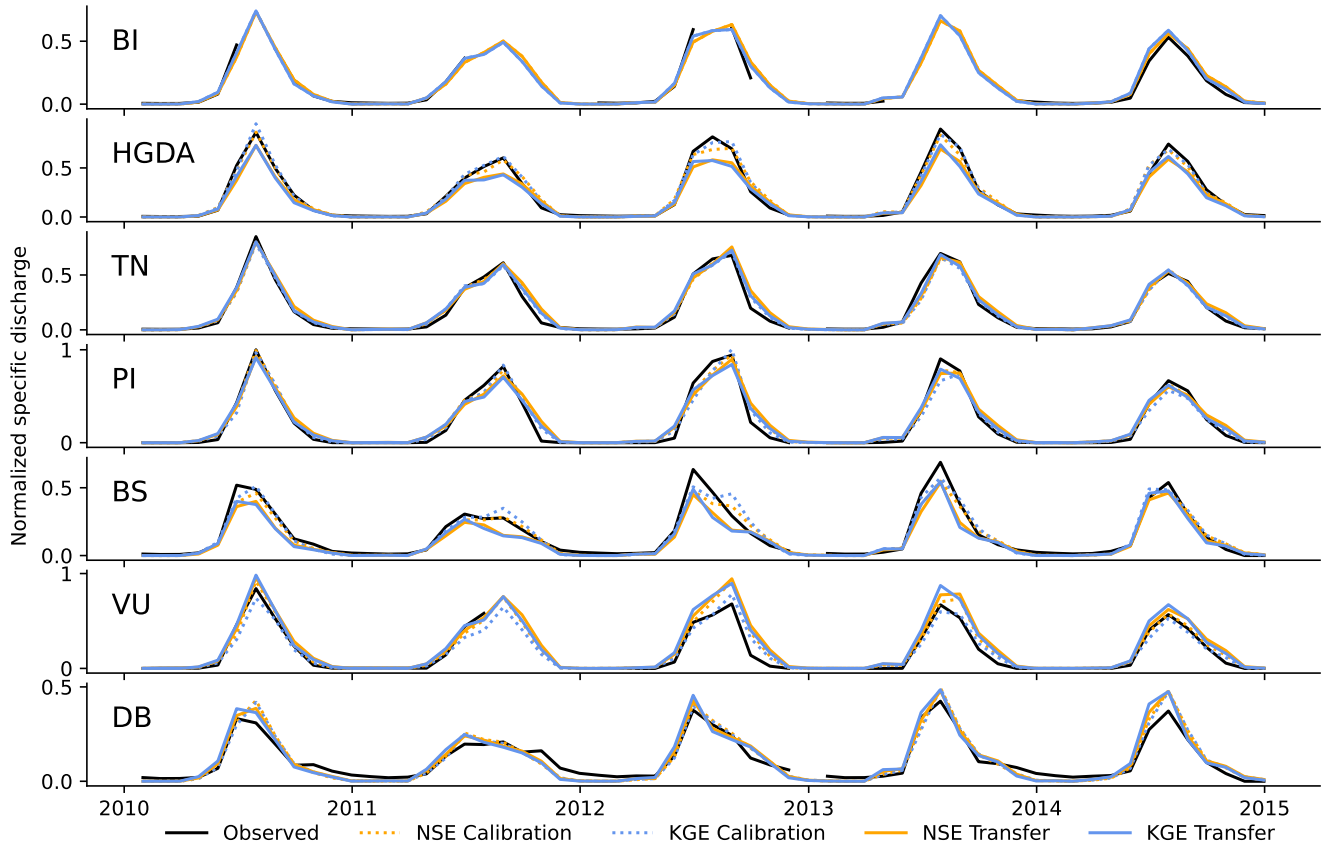 Normalized specific discharge
BI
0.5
0.0
HGDA
0.5
0.0
TN
0.5
0.0
PI
1
0
BS
0.5
0.0
VU
1
0
DB
0.5
0.0
2010 2011 2012 2013 2014 2015
Observed NSE Calibration KGE Calibration NSE Transfer KGE Transfer